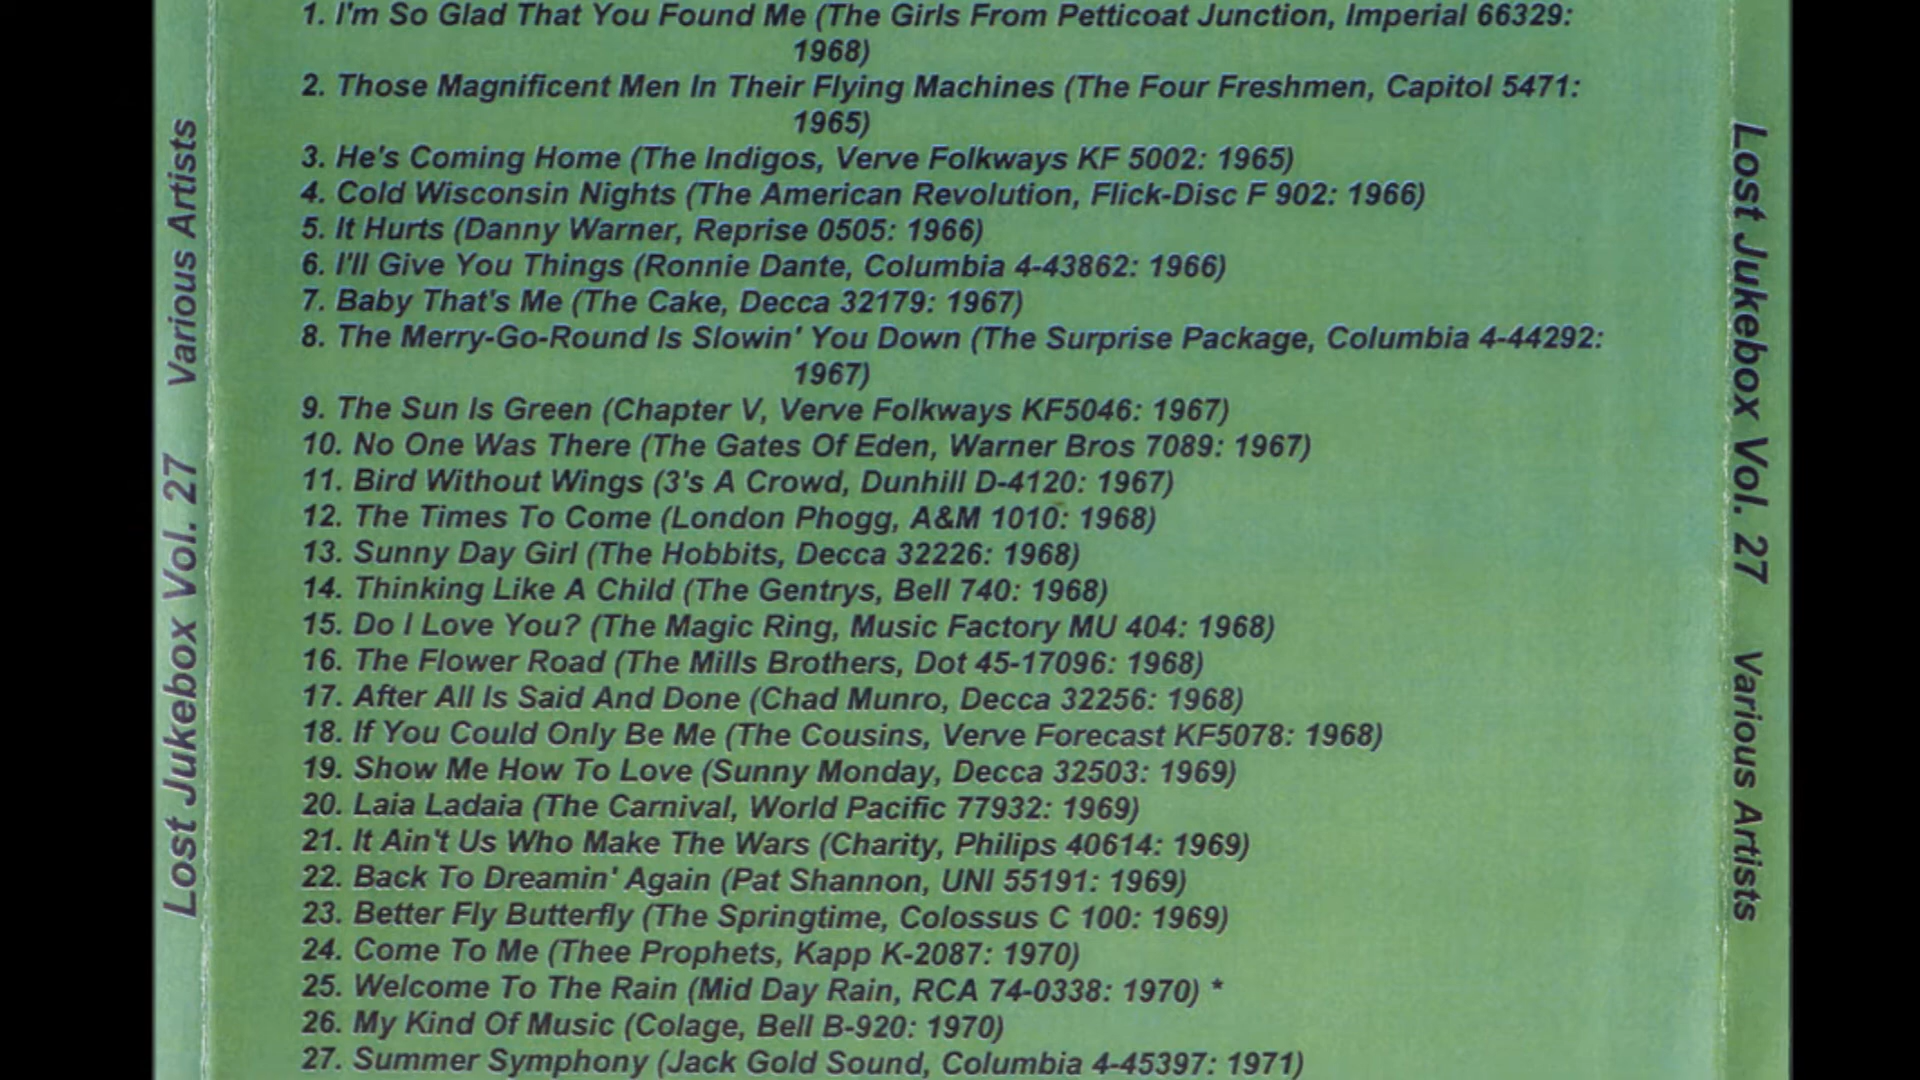 1. I'm So Glad That You Found Me (The Girls From Petticoat Junction, Imperial 66329:
1968)
2. Those Magnificent Men In Their Flying Machines (The Four Freshmen, Capitol 5471:
1965)
3. He's Coming Home (The Indigos, Verve Folkways KF 5002: 1965)
4. Cold Wisconsin Nights (The American Revolution, Flick-Disc F 902: 1966)
5. It Hurts (Danny Warner, Reprise 0505: 1966)
6. I'll Give You Things (Ronnie Dante, Columbia 4-43862: 1966)
7. Baby That's Me (The Cake, Decca 32179: 1967)
8. The Merry-Go-Round Is Slowin' You Down (The Surprise Package, Columbia 4-44292:
1967)
9. The Sun Is Green (Chapter V, Verve Folkways KF5046: 1967)
10. No One Was There (The Gates Of Eden, Warner Bros 7089: 1967)
11. Bird Without Wings (3's A Crowd, Dunhill D-4120: 1967)
12. The Times To Come (London Phogg, A&M 1010: 1968)
13. Sunny Day Girl (The Hobbits, Decca 32226: 1968)
14. Thinking Like A Child (The Gentrys, Bell 740: 1968)
15. Do I Love You? (The Magic Ring, Music Factory MU 404: 1968)
16. The Flower Road (The Mills Brothers, Dot 45-17096: 1968)
17. After All Is Said And Done (Chad Munro, Decca 32256: 1968)
18. If You Could Only Be Me (The Cousins, Verve Forecast KF5078: 1968)
19. Show Me How To Love (Sunny Monday, Decca 32503: 1969)
20. Laia Ladaia (The Carnival, World Pacific 77932: 1969)
21. It Ain't Us Who Make The Wars (Charity, Philips 40614: 1969)
22. Back To Dreamin' Again (Pat Shannon, UNI 55191: 1969)
23. Better Fly Butterfly (The Springtime, Colossus C 100: 1969)
24. Come To Me (Thee Prophets, Kapp K-2087: 1970)
25. Welcome To The Rain (Mid Day Rain, RCA 74-0338: 1970) *
26. My Kind Of Music (Colage, Bell B-920: 1970)
27. Summer Symphony (Jack Gold Sound, Columbia 4-45397: 1971)
Lost Jukebox Vol. 27 Various Artists
Lost Jukebox Vol. 27 Various Artists